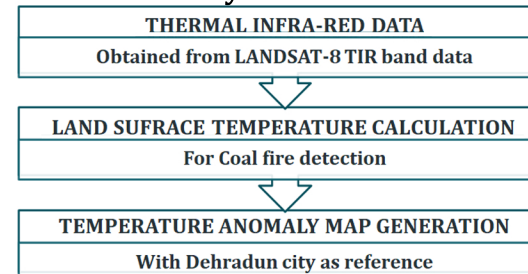 THERMAL INFRA-RED DATA
Obtained from LANDSAT-8 TIR band data
LAND SUFRACE TEMPERATURE CALCULATION
For Coal fire detection
TEMPERATURE ANOMALY MAP GENERATION
With Dehradun city as reference